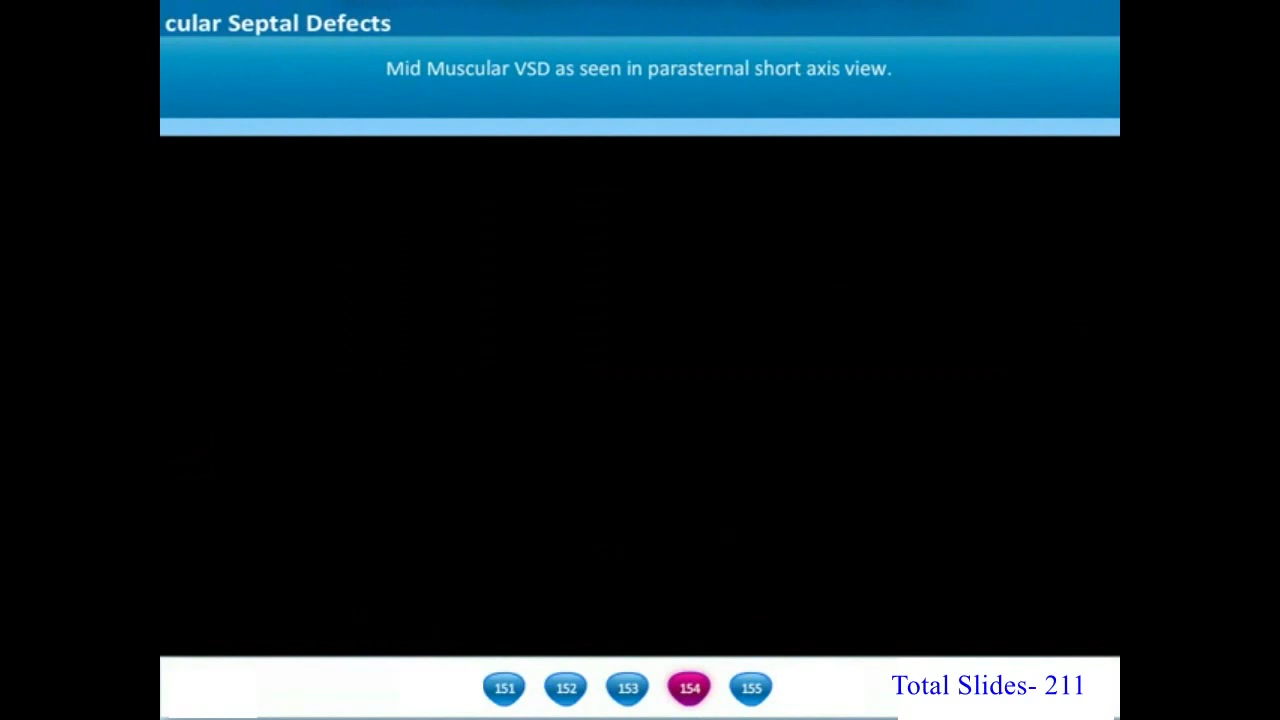 cular Septal Defects
Mid Muscular VSD as seen in parasternal short axis view.
151 152 153 154 155
Total Slides- 211